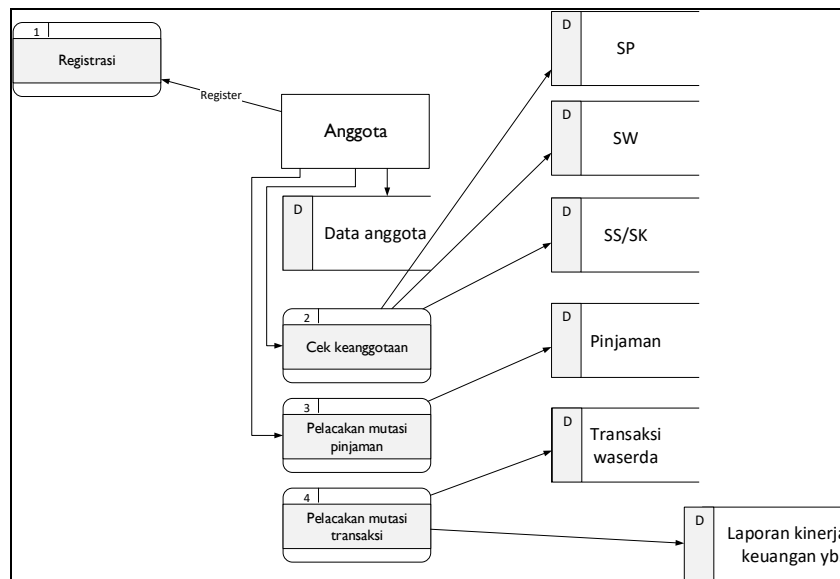 1
Registrasi
Register
Anggota
D
Data anggota
2
Cek keanggotaan
3
Pelacakan mutasi
pinjaman
4
Pelacakan mutasi
transaksi
D
SP
D
SW
D
SS/SK
D
Pinjaman
D
Transaksi
waserda
D
Laporan kinerja
keuangan yb